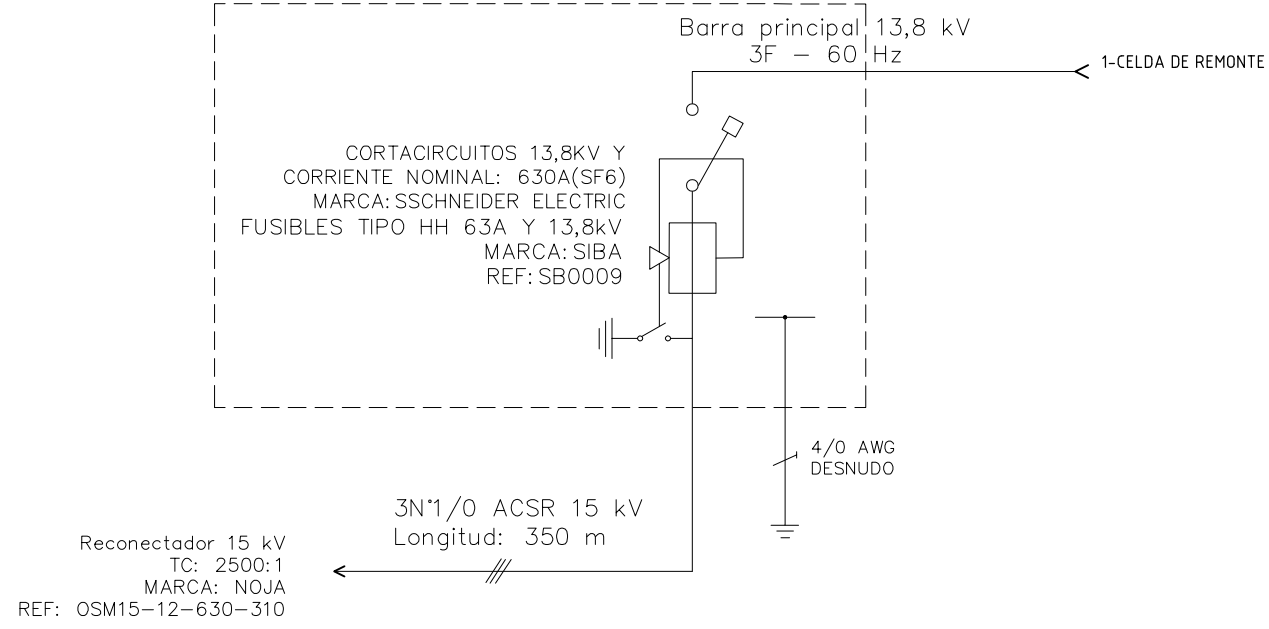 Barra principal 13,8 kV
3F – 60 Hz
1-CELDA DE REMONTE
CORTACIRCUITOS 13,8KV Y
CORRIENTE NOMINAL: 630A(SF6)
MARCA:SSCHNEIDER ELECTRIC
FUSIBLES TIPO HH 63A Y 13,8kV
MARCA:SIBA
REF:SB0009
4/0 AWG
DESNUDO
3N°1/0 ACSR 15 kV
Longitud: 350 m
Reconectador 15 kV
TC: 2500:1
MARCA: NOJA
REF: OSM15–12–630–310